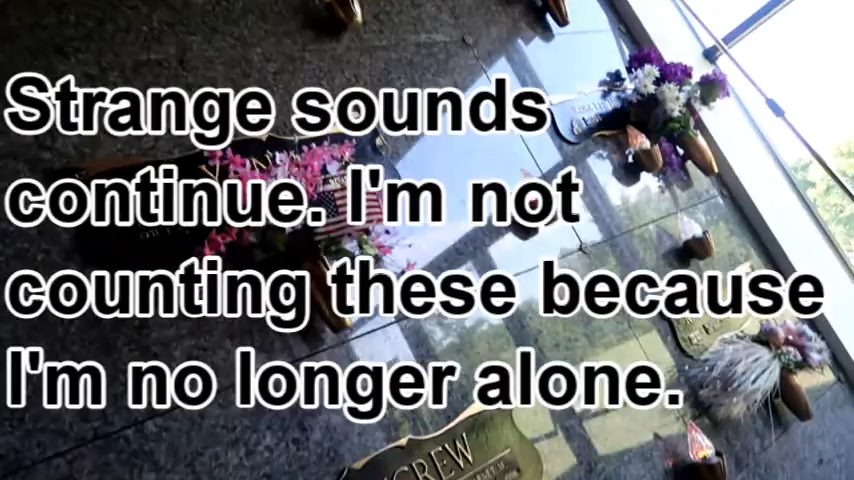 Strange sounds
continue. I'm not
counting these because
I'm no longer alone.
CREW